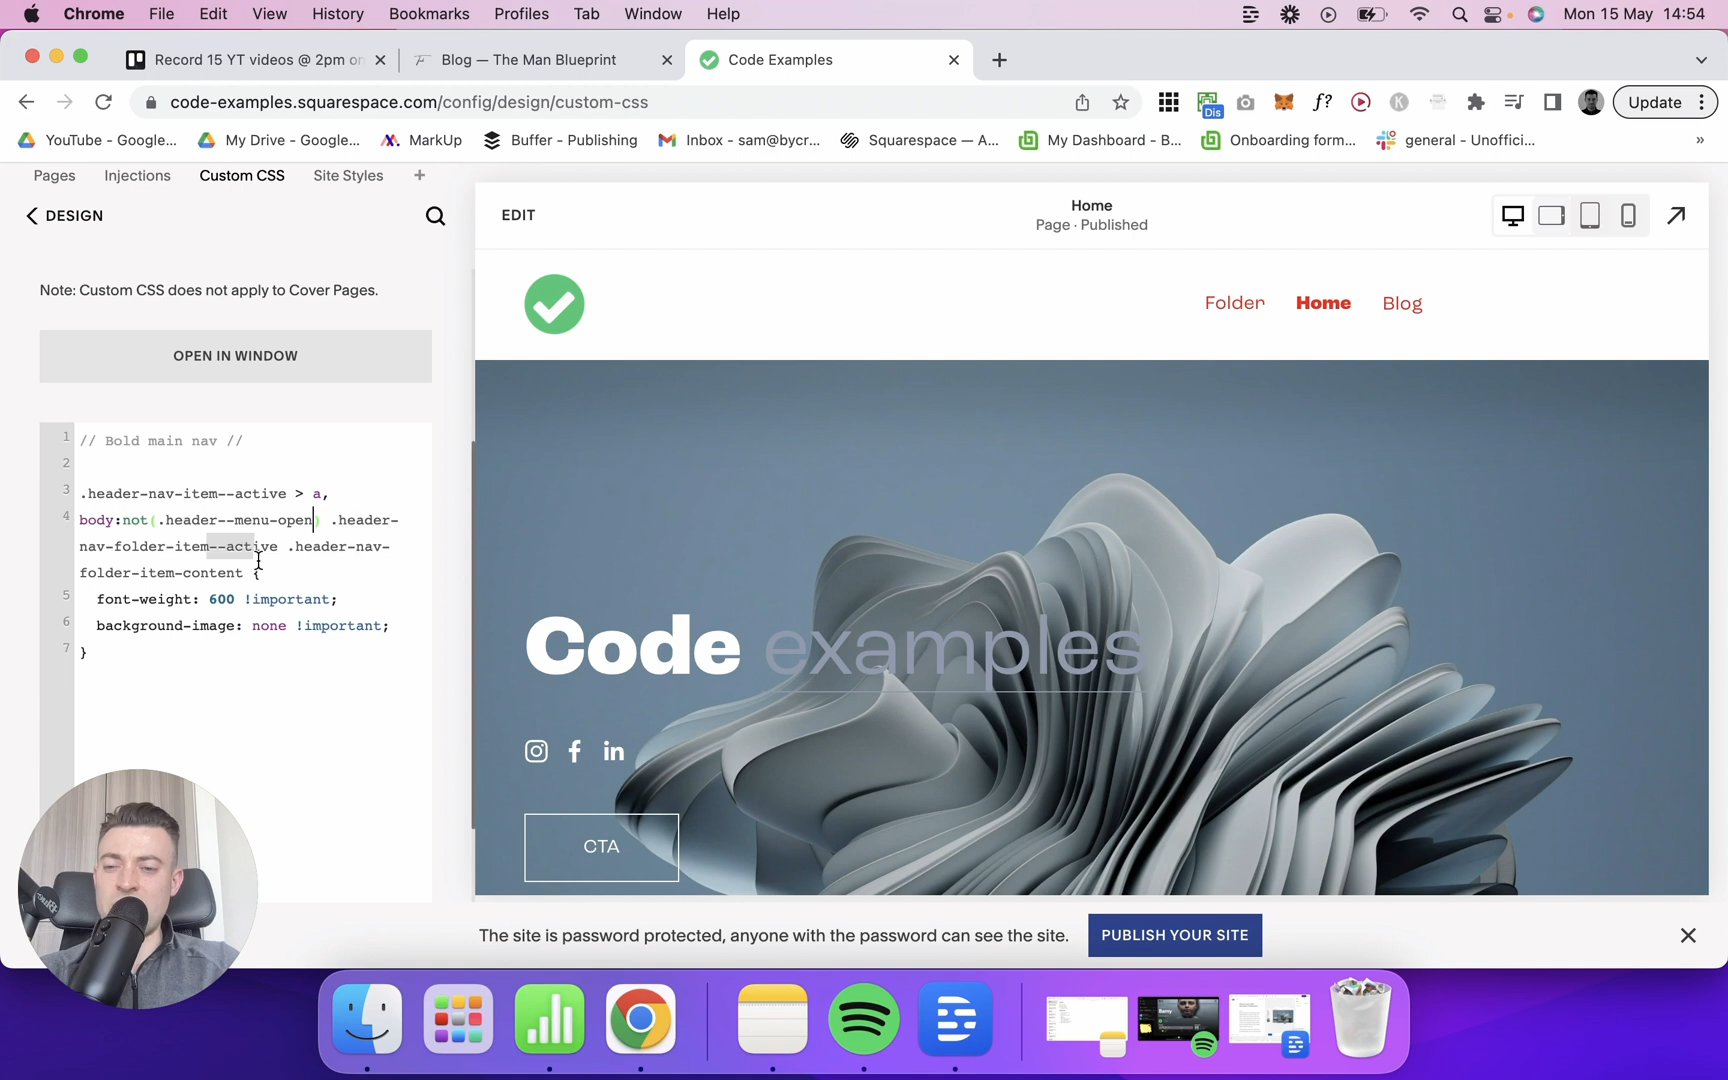 Chrome File Edit View History Bookmarks Profiles Tab Window Help Mon 15 May 14:54
Record 15 YT videos @ 2pm on
Blog — The Man Blueprint
Code Examples
code-examples.squarespace.com/config/design/custom-css
f?
Dis
K
Update
YouTube - Google... My Drive - Google... MarkUp Buffer - Publishing Inbox - sam@bycr... Squarespace — A... My Dashboard - B... Onboarding form... general - Unoffici... »
Pages Injections Custom CSS Site Styles +
DESIGN
EDIT
Home
Page · Published
Note: Custom CSS does not apply to Cover Pages.
OPEN IN WINDOW
Folder Home Blog
1 // Bold main nav //
2
3 .header-nav-item--active > a,
4 body:not(.header--menu-open) .header-
nav-folder-item--active .header-nav-
folder-item-content {
5 font-weight: 600 !important;
6 background-image: none !important;
7 }
Code examples
in
CTA
The site is password protected, anyone with the password can see the site.
PUBLISH YOUR SITE